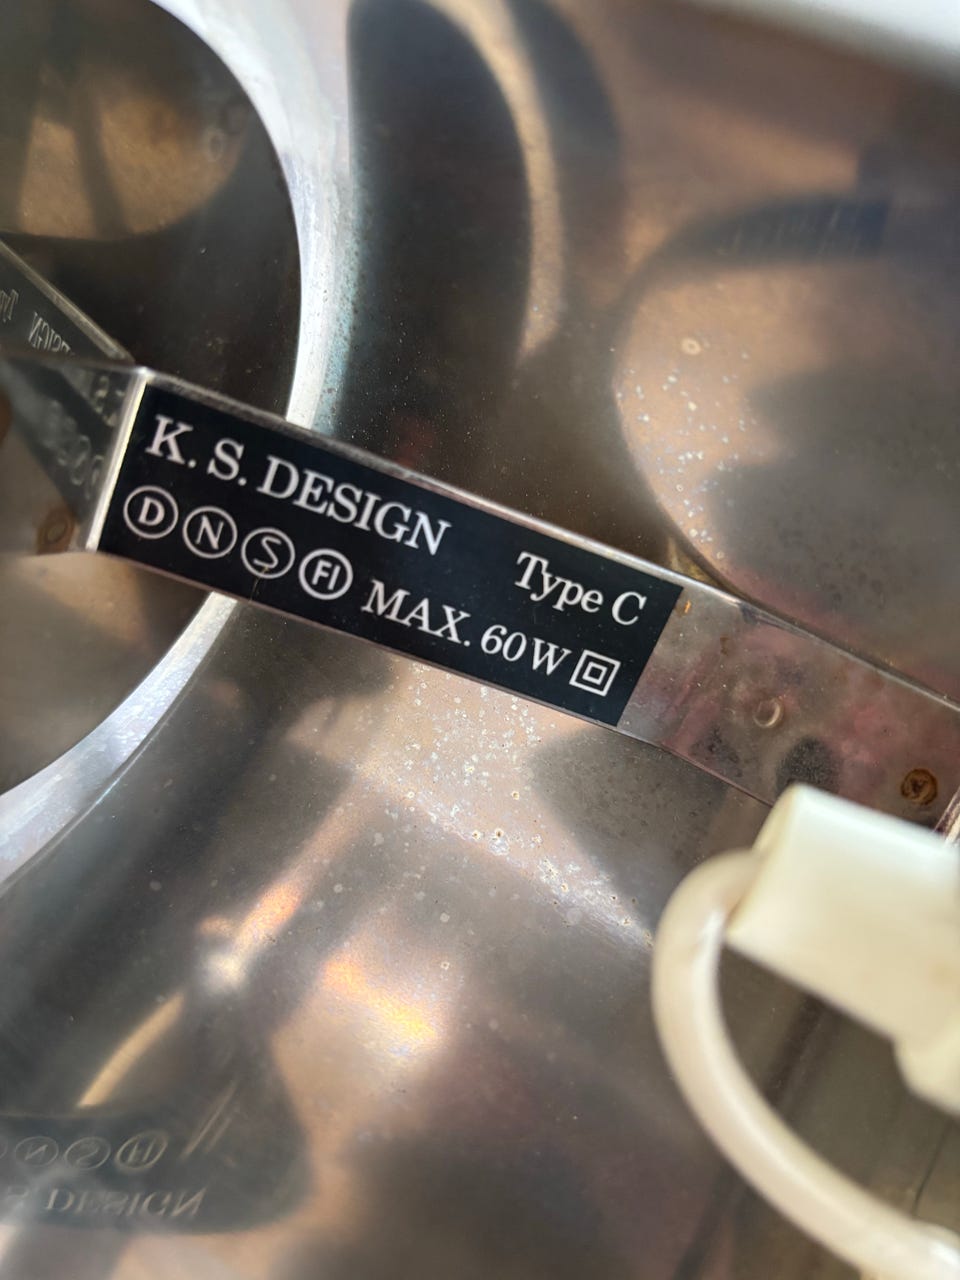 K. S. DESIGN
Type C
Ⓓ Ⓝ Ⓢ FI MAX. 60W